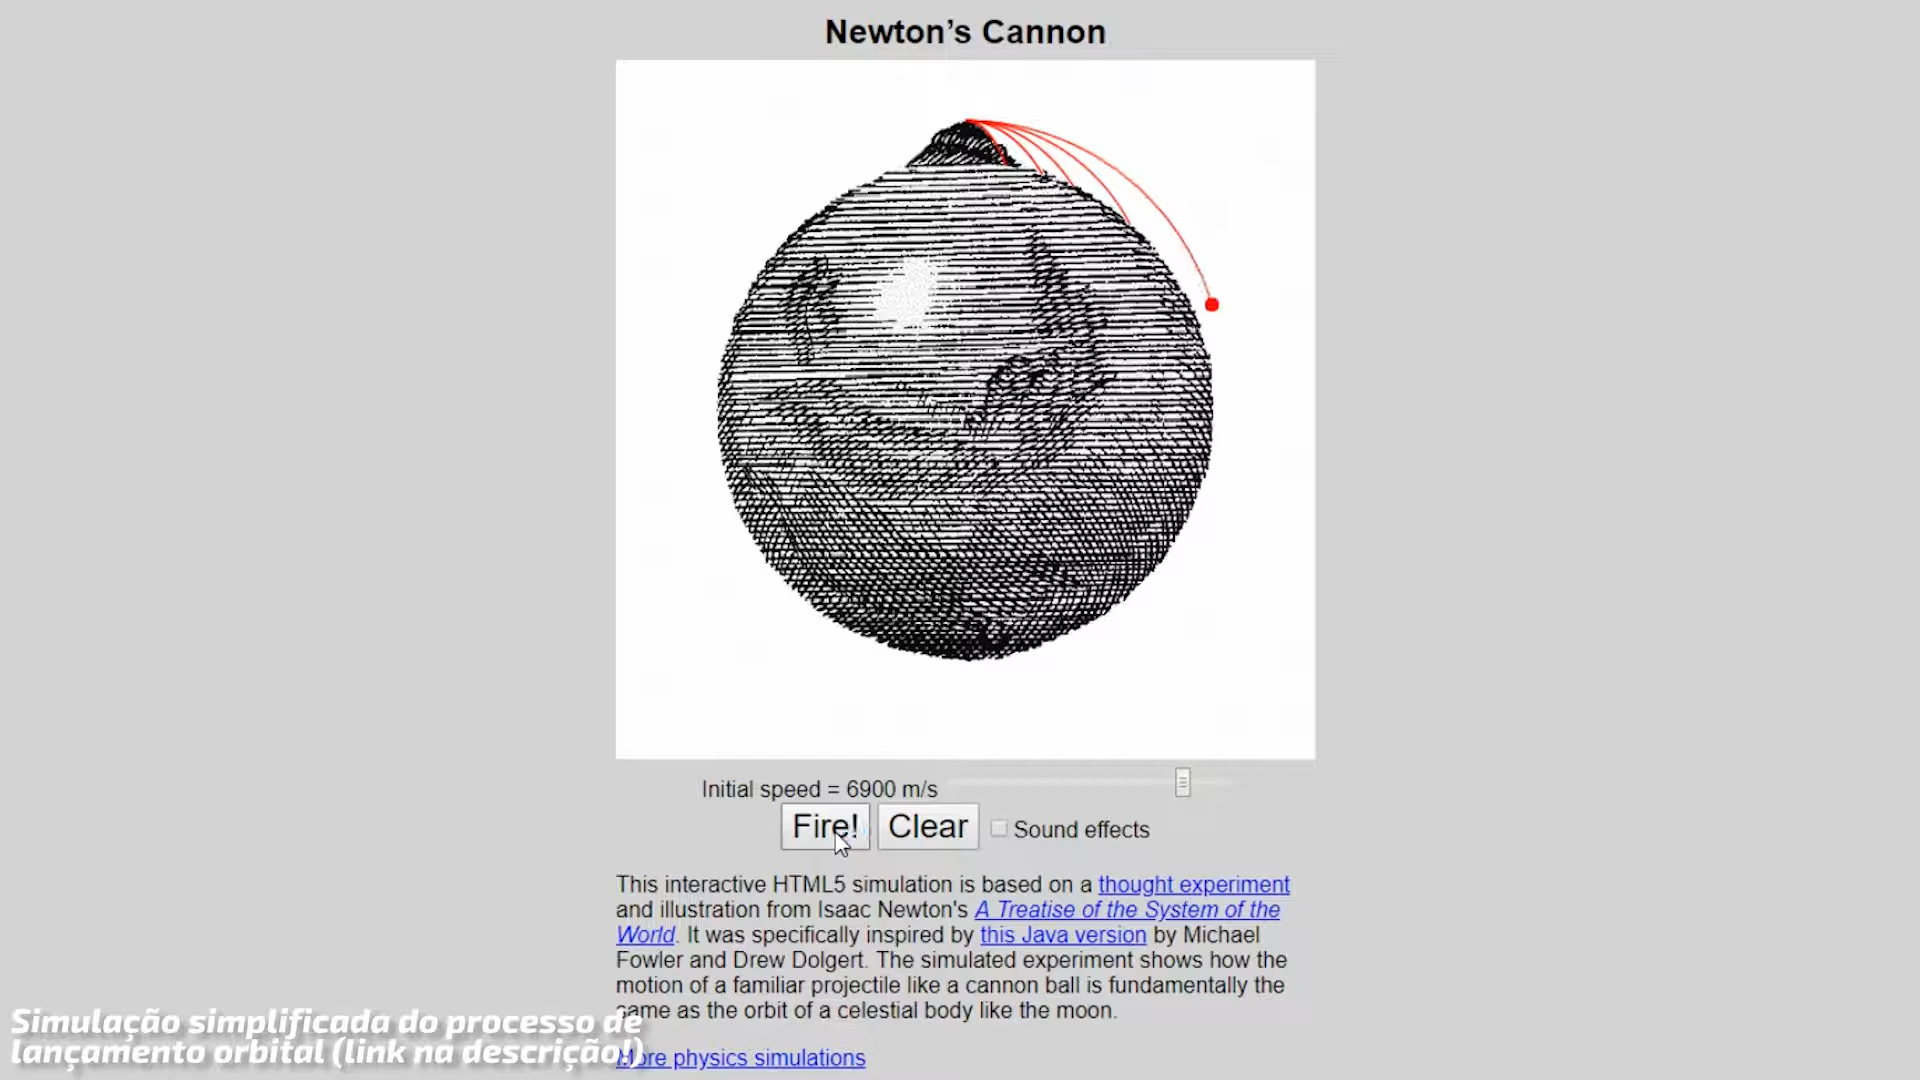 Newton’s Cannon
Initial speed = 6900 m/s
Fire! Clear Sound effects
This interactive HTML5 simulation is based on a thought experiment
and illustration from Isaac Newton's A Treatise of the System of the
World. It was specifically inspired by this Java version by Michael
Fowler and Drew Dolgert. The simulated experiment shows how the
motion of a familiar projectile like a cannon ball is fundamentally the
same as the orbit of a celestial body like the moon.
More physics simulations
Simulação simplificada do processo de
lançamento orbital (link na descrição!)